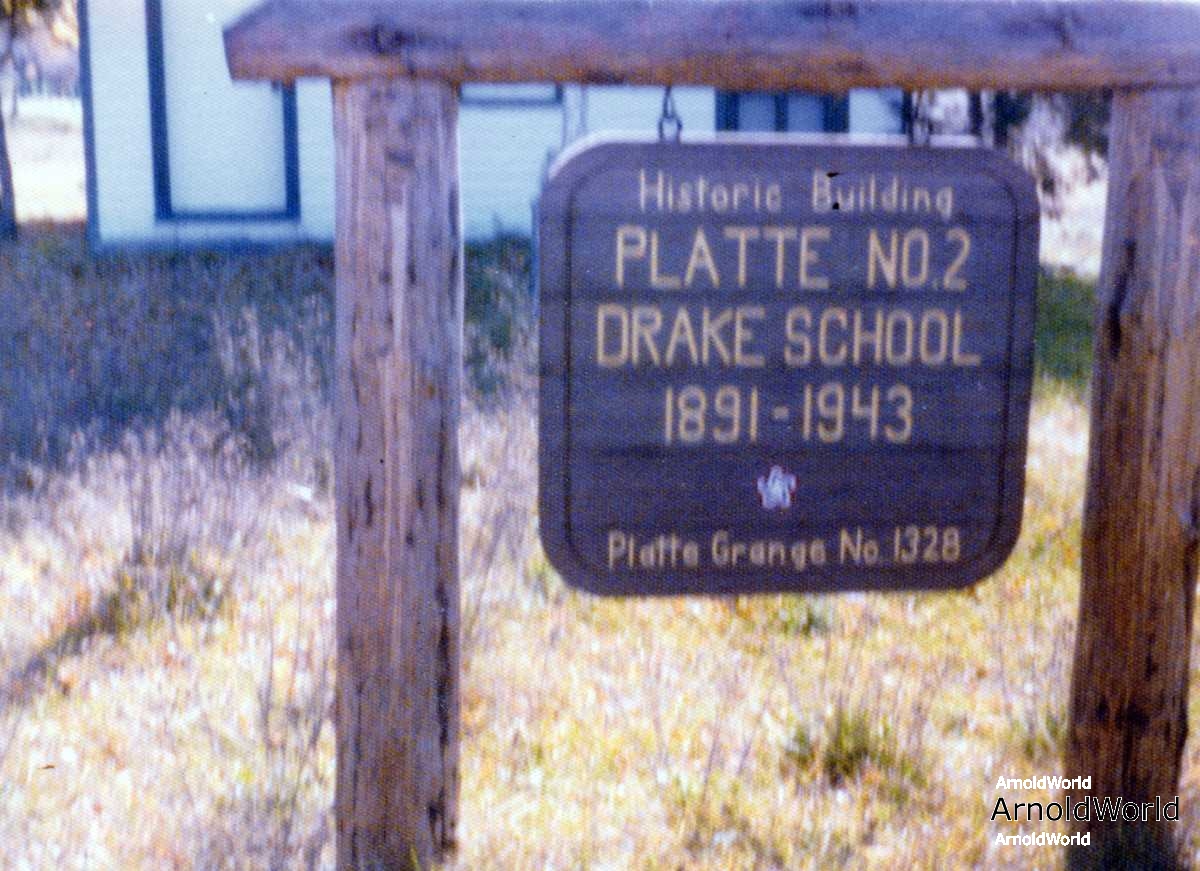 Historic Building
PLATTE NO.2
DRAKE SCHOOL
1891-1943
Platte Grange No. 1328
ArnoldWorld
ArnoldWorld
ArnoldWorld